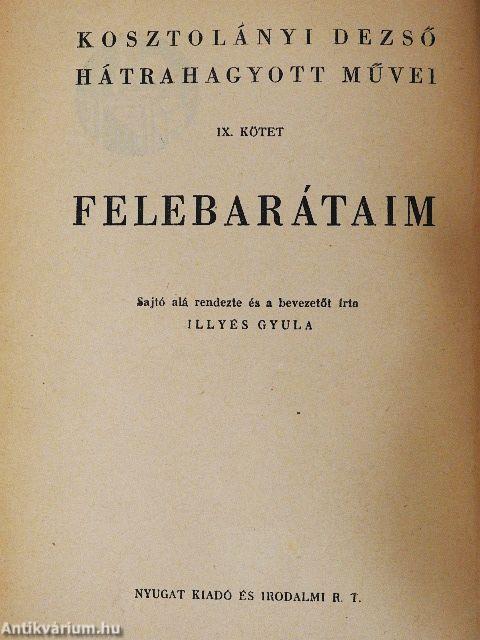 KOSZTOLÁNYI DEZSŐ
HÁTRAHAGYOTT MŰVEI
IX. KÖTET
FELEBARÁTAIM
Sajtó alá rendezte és a bevezetőt írta
ILLYÉS GYULA
NYUGAT KIADÓ ÉS IRODALMI R. T.
Antikvárium.hu